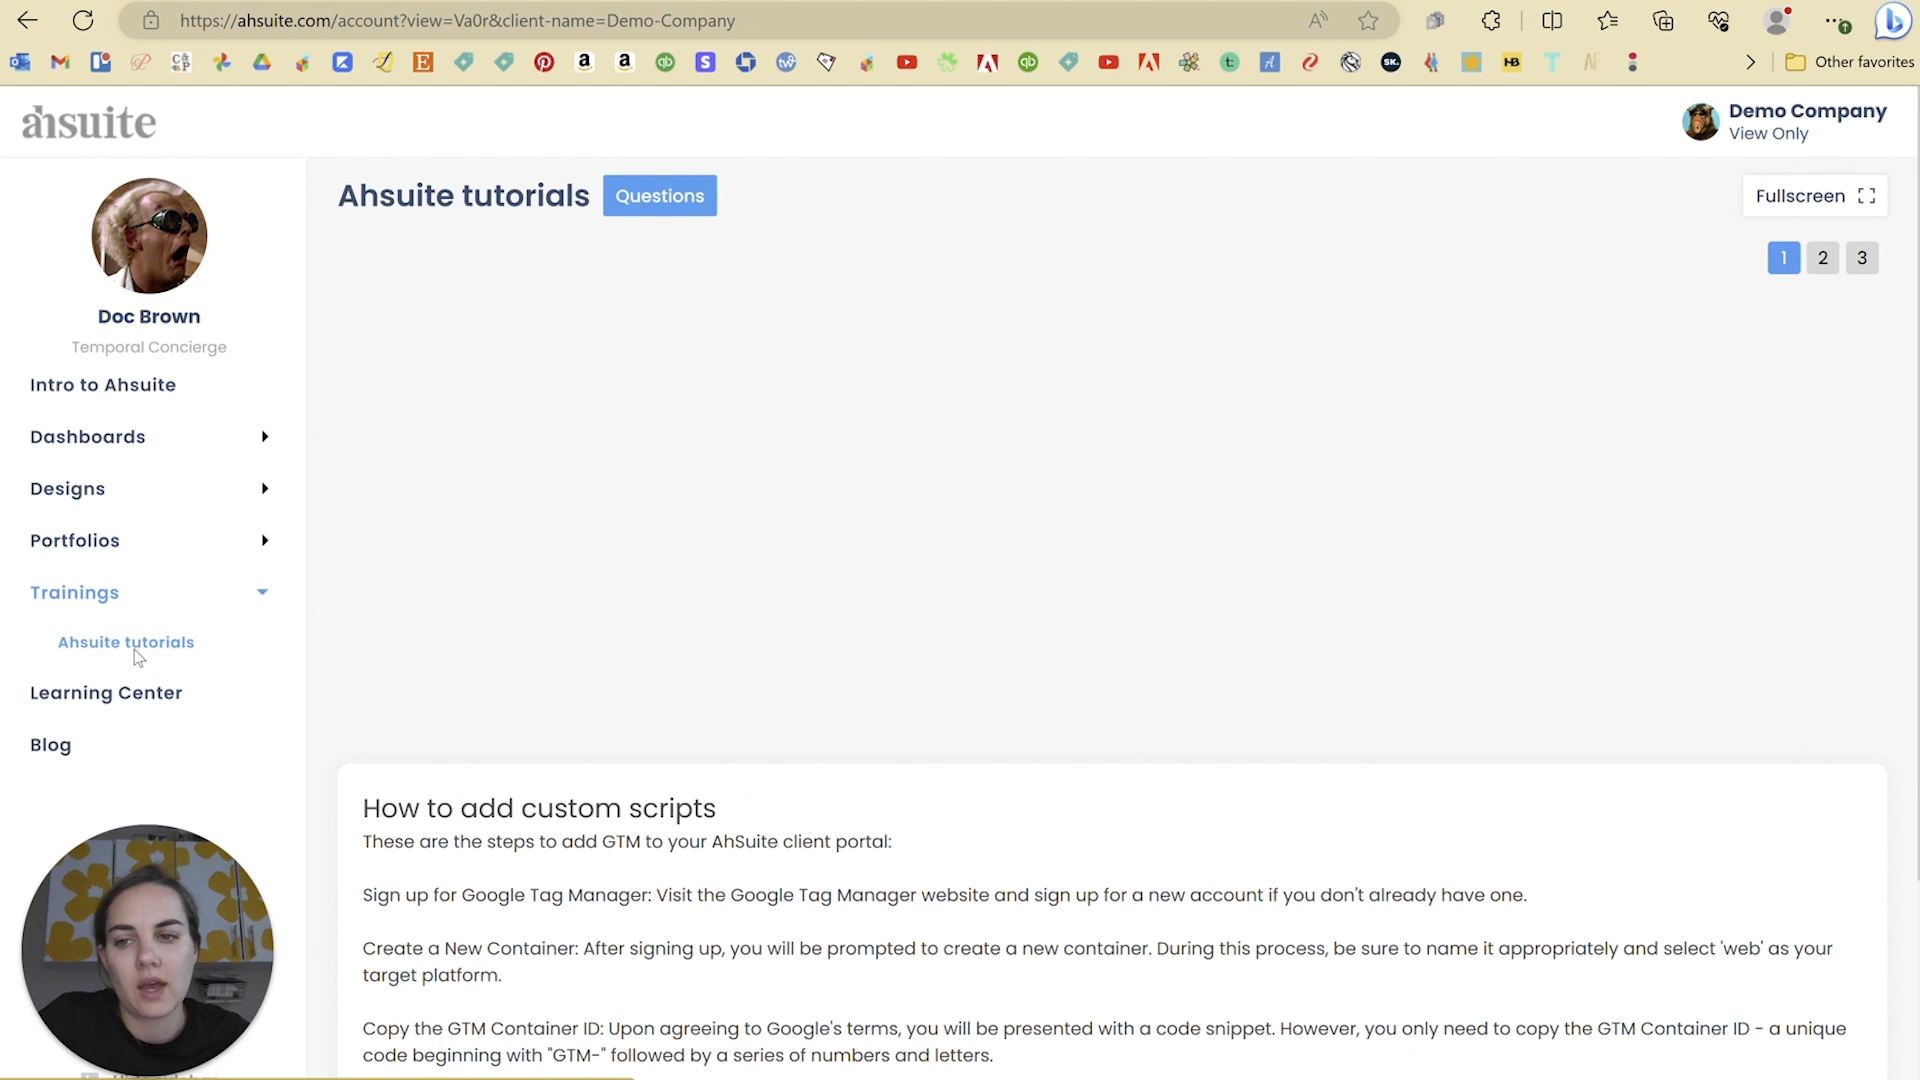 https://ahsuite.com/account?view=Va0r&client-name=Demo-Company
Other favorites
ahsuite
Demo Company
View Only
Doc Brown
Temporal Concierge
Intro to Ahsuite
Dashboards
Designs
Portfolios
Trainings
Ahsuite tutorials
Learning Center
Blog
Ahsuite tutorials
Questions
Fullscreen
1 2 3
How to add custom scripts
These are the steps to add GTM to your AhSuite client portal:
Sign up for Google Tag Manager: Visit the Google Tag Manager website and sign up for a new account if you don't already have one.
Create a New Container: After signing up, you will be prompted to create a new container. During this process, be sure to name it appropriately and select 'web' as your
target platform.
Copy the GTM Container ID: Upon agreeing to Google's terms, you will be presented with a code snippet. However, you only need to copy the GTM Container ID - a unique
code beginning with "GTM-" followed by a series of numbers and letters.